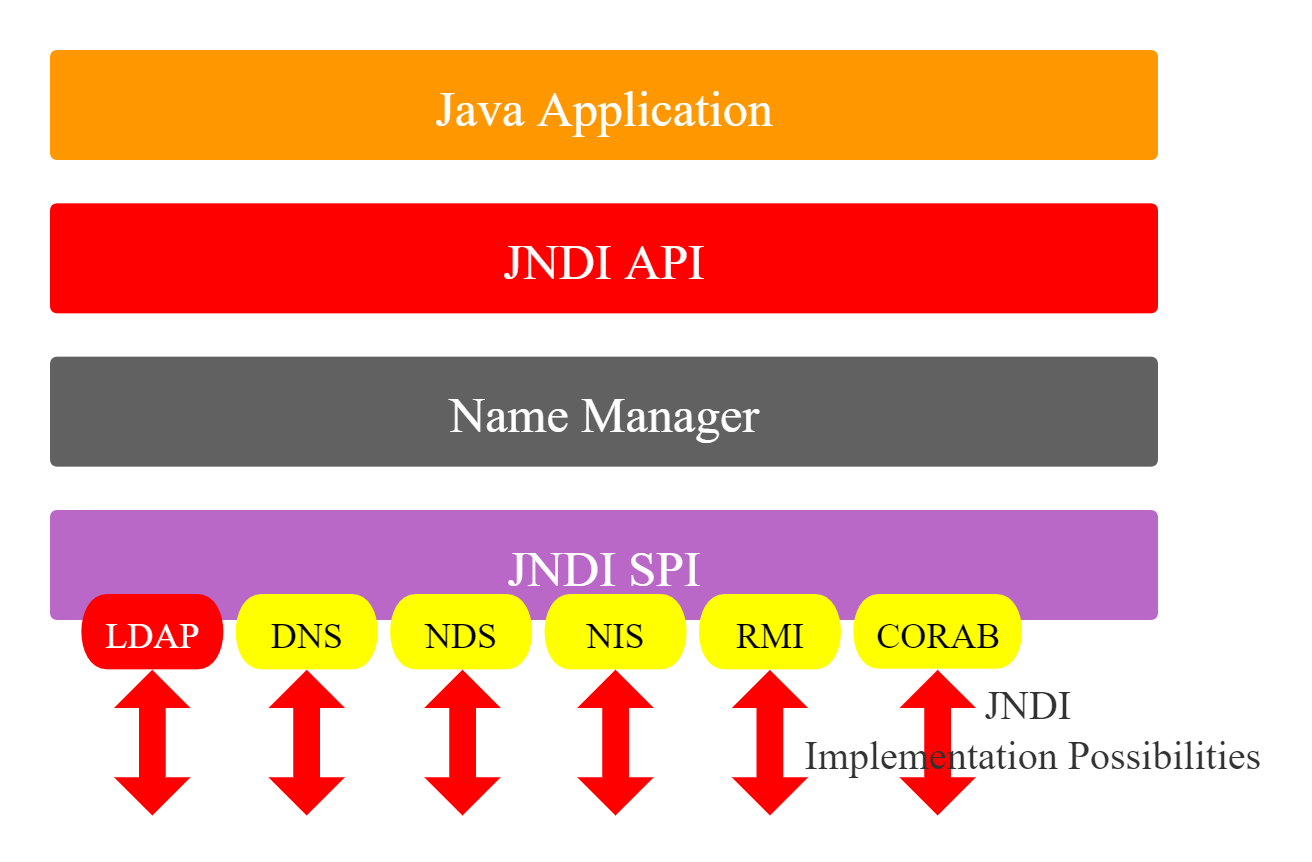 Java Application
JNDI API
Name Manager
JNDI SPI
LDAP
DNS
NDS
NIS
RMI
CORAB
JNDI
Implementation Possibilities